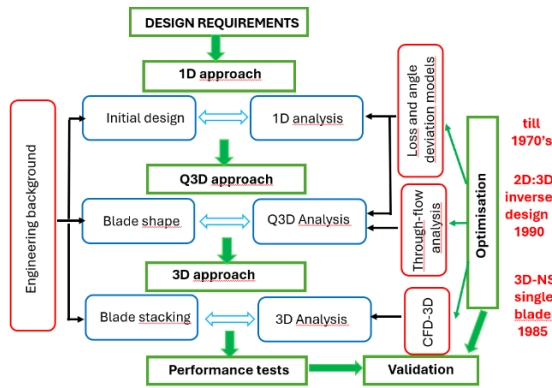 DESIGN REQUIREMENTS
1D approach
Initial design
1D analysis
Loss and angle
deviation models
Engineering background
Q3D approach
Blade shape
Q3D Analysis
Through-flow
analysis
3D approach
Blade stacking
3D Analysis
CFD-3D
Optimisation
till
1970's
2D:3D
inverse
design
1990
3D-NS
single
blade
1985
Performance tests
Validation